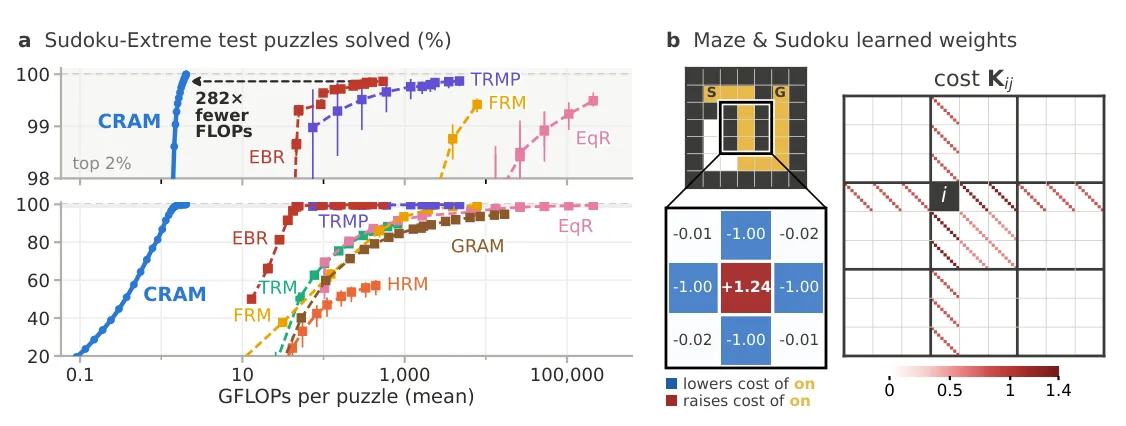 a Sudoku-Extreme test puzzles solved (%)
100
99
98
CRAM
282×
fewer
FLOPs
top 2%
EBR
TRMP
FRM
EqR
100
80
60
40
20
EBR
TRMP
EqR
GRAM
CRAM
TRM
HRM
FRM
0.1
10
1,000
100,000
GFLOPs per puzzle (mean)
b Maze & Sudoku learned weights
S
G
-0.01 -1.00 -0.02
-1.00 +1.24 -1.00
-0.02 -1.00 -0.01
lowers cost of on
raises cost of on
cost Kij
i
0 0.5 1 1.4